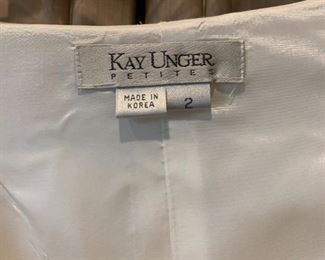 KAY UNGER
PETITES
MADE IN
KOREA
2